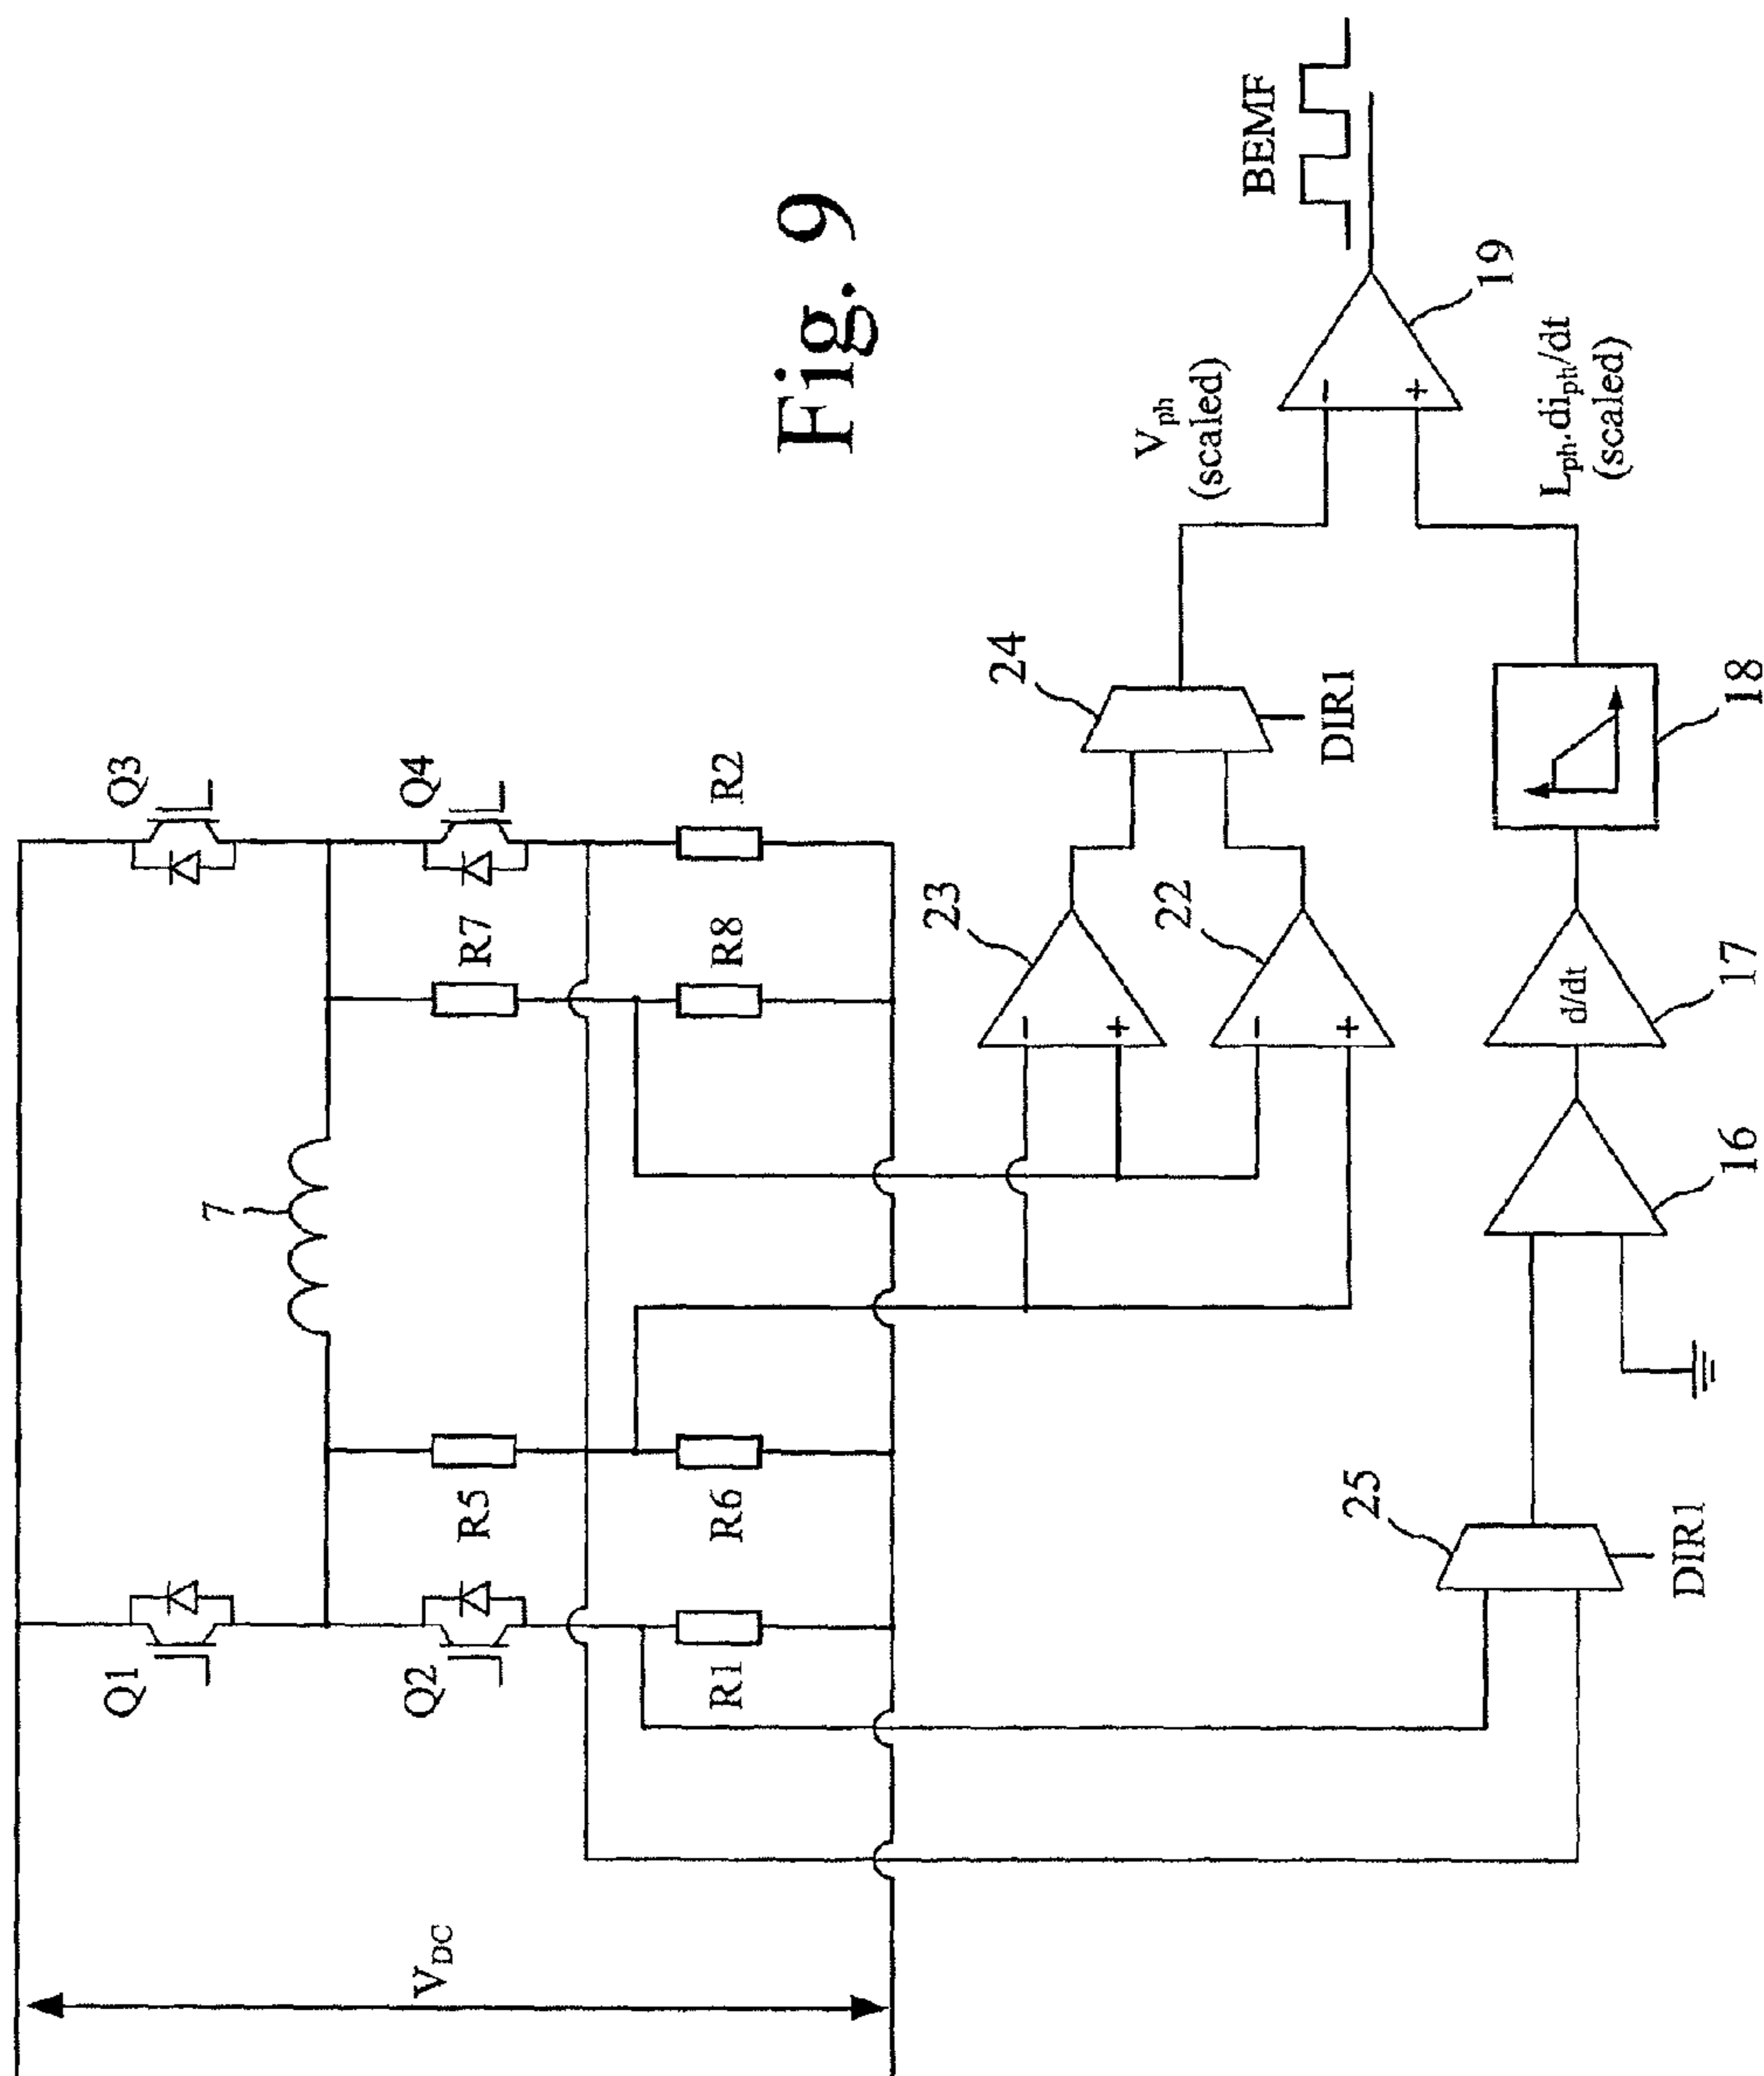 Fig. 9
V_DC
Q1
Q2
Q3
Q4
7
R5
R7
R1
R6
R8
R2
23
22
24
DIR1
25
DIR1
16
17
d/dt
18
19
-
+
-
+
-
+
V_ph
(scaled)
L_ph.di_ph/dt
(scaled)
BEMF